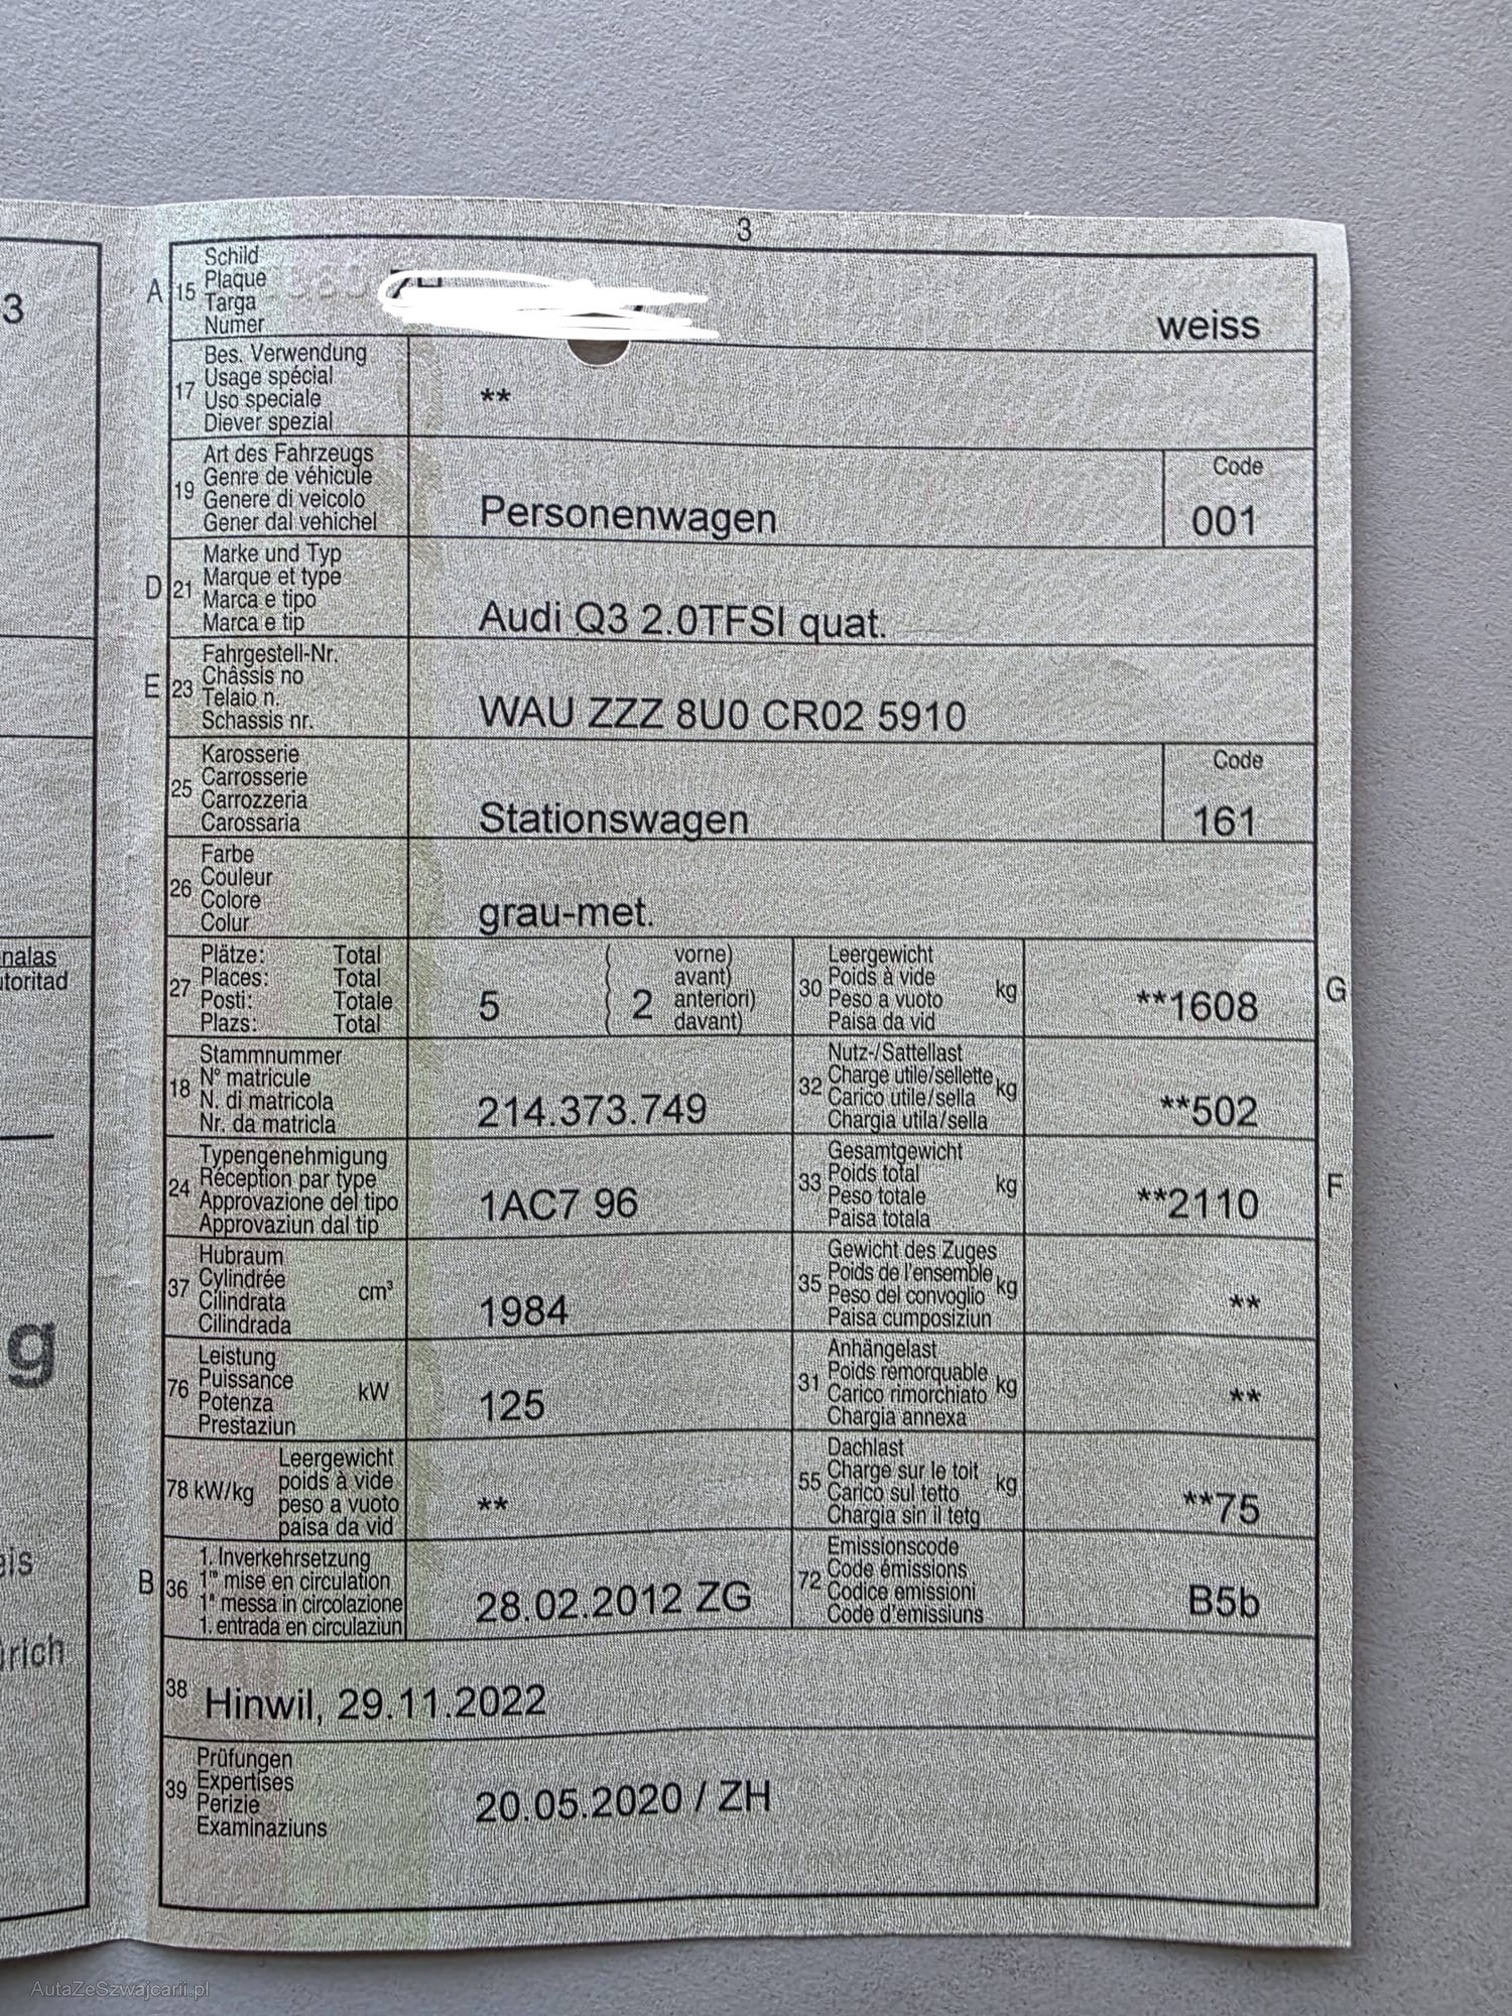 3
3
A 15 Schild
Plaque
Targa
Numer
weiss
17 Bes. Verwendung
Usage spécial
Uso speciale
Diever spezial
**
19 Art des Fahrzeugs
Genre de véhicule
Genere di veicolo
Gener dal vehichel
Personenwagen
Code
001
D 21 Marke und Typ
Marque et type
Marca e tipo
Marca e tip
Audi Q3 2.0TFSI quat.
E 23 Fahrgestell-Nr.
Châssis no
Telaio n.
Schassis nr.
WAU ZZZ 8U0 CR02 5910
25 Karosserie
Carrosserie
Carrozzeria
Carossaria
Stationswagen
Code
161
26 Farbe
Couleur
Colore
Colur
grau-met.
nalas
utoritad
27 Plätze: Total
Places: Total
Posti: Totale
Plazs: Total
5 ( 2 vorne)
avant)
anteriori)
davant)
30 Leergewicht
Poids à vide
Peso a vuoto
Paisa da vid
kg
**1608
G
18 Stammnummer
N° matricule
N. di matricola
Nr. da matricla
214.373.749
32 Nutz-/Sattellast
Charge utile/sellette
Carico utile/sella
Chargia utila/sella
kg
**502
24 Typengenehmigung
Réception par type
Approvazione del tipo
Approvaziun dal tip
1AC7 96
33 Gesamtgewicht
Poids total
Peso totale
Paisa totala
kg
**2110
F
37 Hubraum
Cylindrée
Cilindrata
Cilindrada
cm³
1984
35 Gewicht des Zuges
Poids de l'ensemble
Peso del convoglio
Paisa cumposiziun
kg
**
g
76 Leistung
Puissance
Potenza
Prestaziun
kW
125
31 Anhängelast
Poids remorquable
Carico rimorchiato
Chargia annexa
kg
**
78 kW/kg Leergewicht
poids à vide
peso a vuoto
paisa da vid
**
55 Dachlast
Charge sur le toit
Carico sul tetto
Chargia sin il tetg
kg
**75
eis
B 36 1. Inverkehrsetzung
1re mise en circulation
1a messa in circolazione
1. entrada en circulaziun
28.02.2012 ZG
72 Emissionscode
Code émissions
Codice emissioni
Code d'emissiuns
B5b
ürich
38 Hinwil, 29.11.2022
39 Prüfungen
Expertises
Perizie
Examinaziuns
20.05.2020 / ZH
AutaZeSzwajcarii.pl